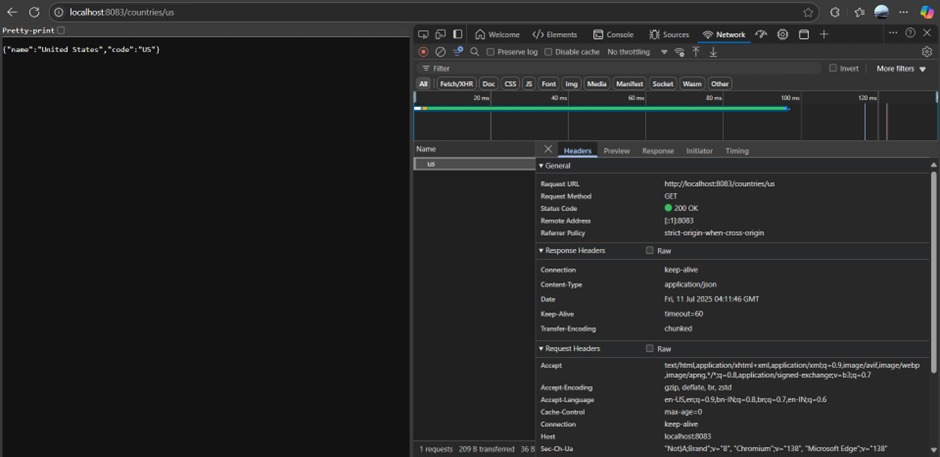 localhost:8083/countries/us
Pretty-print
{"name":"United States","code":"US"}
Welcome Elements Console Sources Network
Preserve log Disable cache No throttling
Filter Invert More filters
All Fetch/XHR Doc CSS JS Font Img Media Manifest Socket Wasm Other
20 ms 40 ms 60 ms 80 ms 100 ms 120 ms
Name
us
Headers Preview Response Initiator Timing
General
Request URL http://localhost:8083/countries/us
Request Method GET
Status Code 200 OK
Remote Address [::1]:8083
Referrer Policy strict-origin-when-cross-origin
Response Headers Raw
Connection keep-alive
Content-Type application/json
Date Fri, 11 Jul 2025 04:11:46 GMT
Keep-Alive timeout=60
Transfer-Encoding chunked
Request Headers Raw
Accept text/html,application/xhtml+xml,application/xml;q=0.9,image/avif,image/webp
,image/apng,*/*;q=0.8,application/signed-exchange;v=b3;q=0.7
Accept-Encoding gzip, deflate, br, zstd
Accept-Language en-US,en;q=0.9,bn-IN;q=0.8,br;q=0.7,en-IN;q=0.6
Cache-Control max-age=0
Connection keep-alive
Host localhost:8083
Sec-Ch-Ua "Not)A;Brand";v="8", "Chromium";v="138", "Microsoft Edge";v="138"
1 requests 209 B transferred 36 B